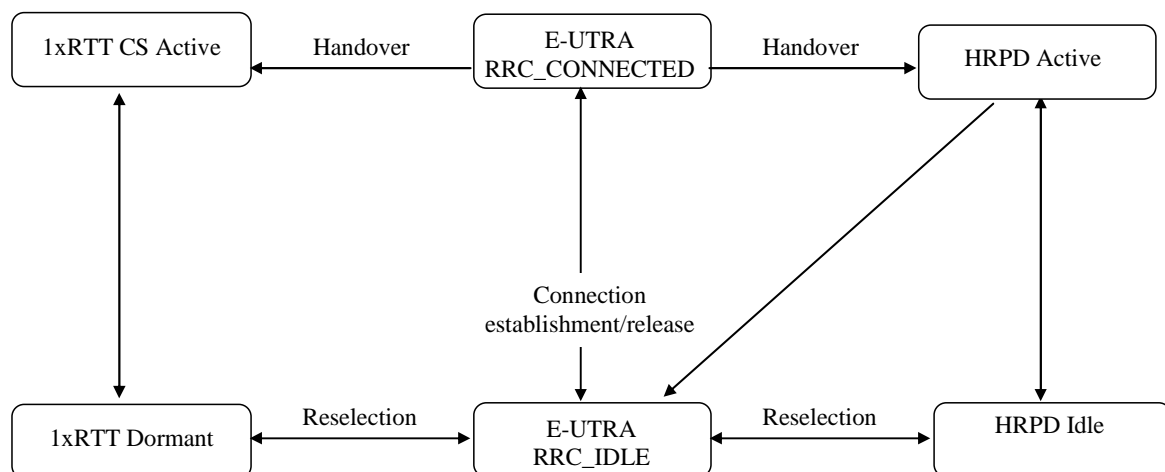 1xRTT CS Active
Handover
E-UTRA
RRC_CONNECTED
Handover
HRPD Active
Connection
establishment/release
1xRTT Dormant
Reselection
E-UTRA
RRC_IDLE
Reselection
HRPD Idle